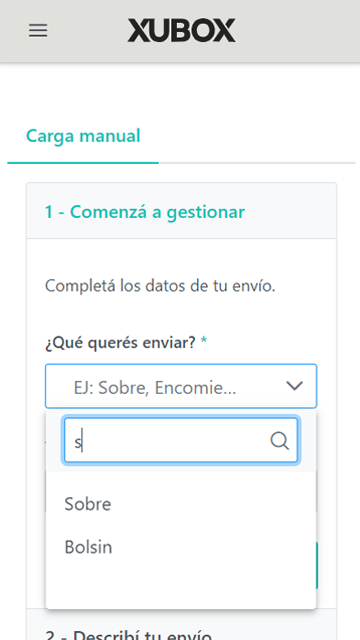 XUBOX
Carga manual
1 - Comenzá a gestionar
Completá los datos de tu envío.
¿Qué querés enviar? *
EJ: Sobre, Encomie...
s
Sobre
Bolsin
2 - Describí tu envío